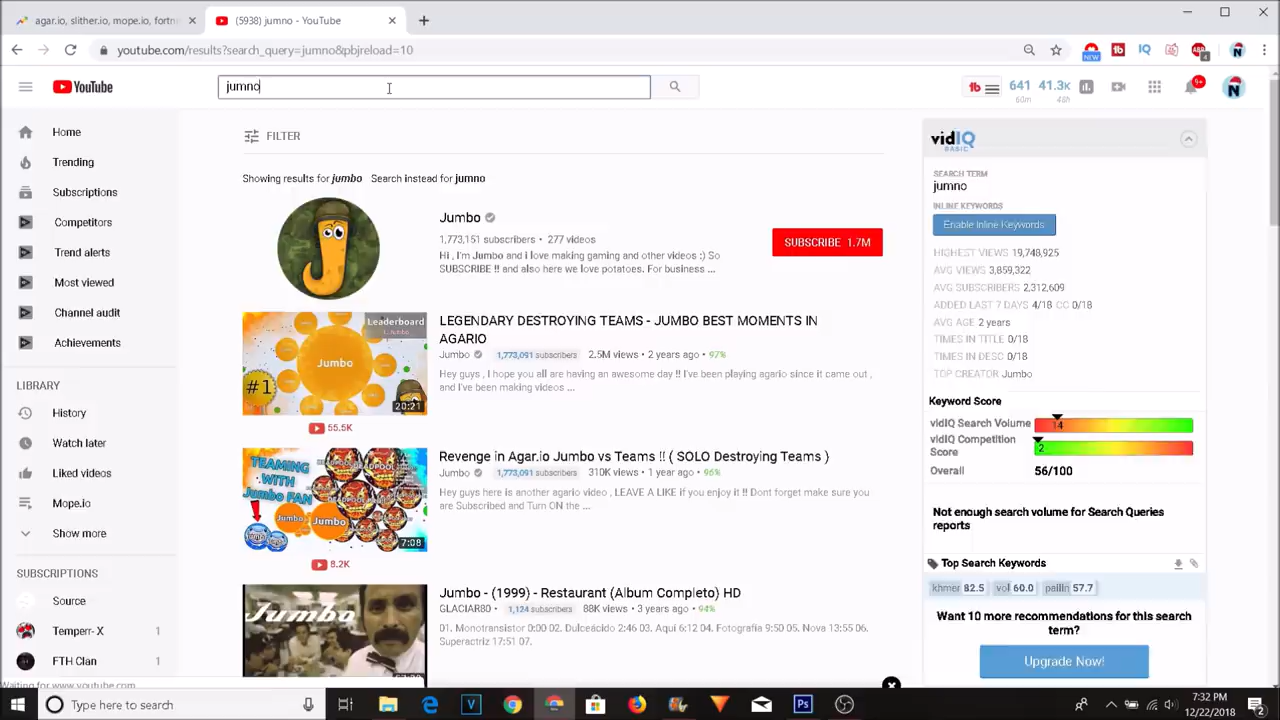 agar.io, slither.io, mope.io, fortn
(5938) jumno - YouTube
youtube.com/results?search_query=jumno&pbjreload=10
NEW
4
YouTube
jumno
641
60m
41.3K
48h
9+
N
Home
Trending
Subscriptions
Competitors
Trend alerts
Most viewed
Channel audit
Achievements
LIBRARY
History
Watch later
Liked videos
Mope.io
Show more
SUBSCRIPTIONS
Source
Temperr- X 1
FTH Clan 1
Waiting for www.youtube.com...
FILTER
Showing results for jumbo Search instead for jumno
Jumbo
1,773,151 subscribers • 277 videos
Hi , I'm Jumbo and i love making gaming and other videos :) So
SUBSCRIBE !! and also here we love potatoes. For business ...
SUBSCRIBE 1.7M
Leaderboard
Jumbo
#1
20:21
55.5K
LEGENDARY DESTROYING TEAMS - JUMBO BEST MOMENTS IN
AGARIO
Jumbo 1,773,091 subscribers 2.5M views • 2 years ago • 97%
Hey guys , I hope you all are having an awesome day !! I've been playing agario since it came out ,
and I've been making videos ...
TEAMING
WITH
Jumbo FAN
Jumbo
Jumbo
7:08
8.2K
Revenge in Agar.io Jumbo vs Teams !! ( SOLO Destroying Teams )
Jumbo 1,773,091 subscribers 310K views • 1 year ago • 96%
Hey guys here is another agario video , LEAVE A LIKE if you enjoy it !! Dont forget make sure you
are Subscribed and Turn ON the ...
Jumbo
Jumbo - (1999) - Restaurant (Album Completo) HD
GLACIAR80 • 1,124 subscribers 88K views • 3 years ago • 94%
01. Monotransistor 0:00 02. Dulceácido 2:46 03. Aquí 6:12 04. Fotografia 9:50 05. Nova 13:55 06.
Superactriz 17:51 07.
vidIQ
BASIC
SEARCH TERM
jumno
INLINE KEYWORDS
Enable Inline Keywords
HIGHEST VIEWS 19,748,925
AVG VIEWS 3,859,322
AVG SUBSCRIBERS 2,312,609
ADDED LAST 7 DAYS 4/18 CC 0/18
AVG AGE 2 years
TIMES IN TITLE 0/18
TIMES IN DESC 0/18
TOP CREATOR Jumbo
Keyword Score
vidIQ Search Volume 14
vidIQ Competition
Score 2
Overall 56/100
Not enough search volume for Search Queries
reports
Top Search Keywords
khmer 82.5 vol 60.0 pailin 57.7
Want 10 more recommendations for this search
term?
Upgrade Now!
Type here to search
7:32 PM
12/22/2018
2